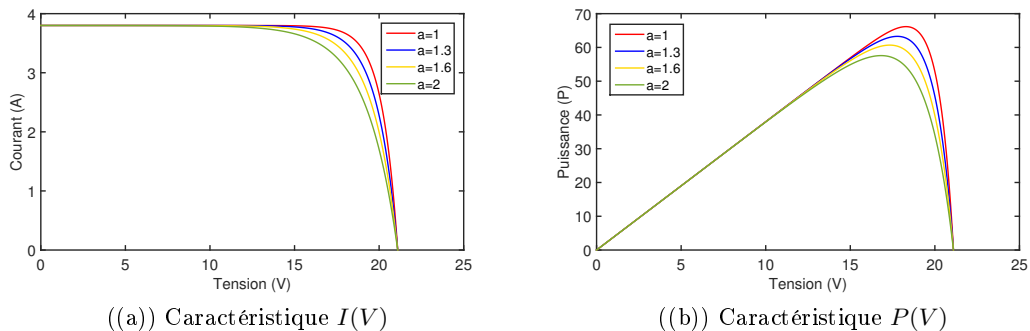 4
3
2
1
0
Courant (A)
a=1
a=1.3
a=1.6
a=2
0 5 10 15 20 25
Tension (V)
((a)) Caractéristique I(V)
70
60
50
40
30
20
10
0
Puissance (P)
a=1
a=1.3
a=1.6
a=2
0 5 10 15 20 25
Tension (V)
((b)) Caractéristique P(V)